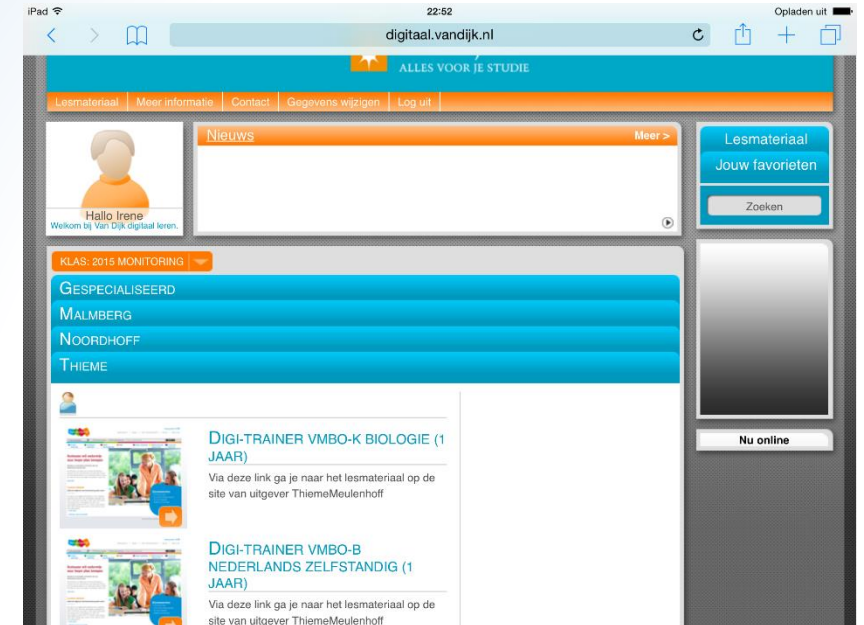 iPad
22:52
Opladen uit
digitaal.vandijk.nl
ALLES VOOR JE STUDIE
Lesmateriaal
Meer informatie
Contact
Gegevens wijzigen
Log uit
Hallo Irene
Welkom bij Van Dijk digitaal leren.
Nieuws
Meer >
Lesmateriaal
Jouw favorieten
Zoeken
KLAS: 2015 MONITORING
GESPECIALISEERD
MALMBERG
NOORDHOFF
THIEME
DIGI-TRAINER VMBO-K BIOLOGIE (1
JAAR)
Via deze link ga je naar het lesmateriaal op de
site van uitgever ThiemeMeulenhoff
DIGI-TRAINER VMBO-B
NEDERLANDS ZELFSTANDIG (1
JAAR)
Via deze link ga je naar het lesmateriaal op de
site van uitgever ThiemeMeulenhoff
Nu online